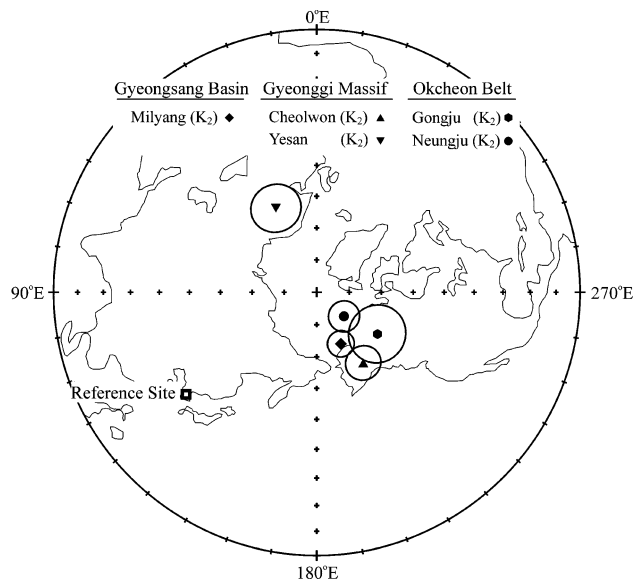 0°E
Gyeongsang Basin Gyeonggi Massif Okcheon Belt
Milyang (K₂) Cheolwon (K₂) Gongju (K₂)
Yesan (K₂) Neungju (K₂)
90°E 270°E
Reference Site
180°E